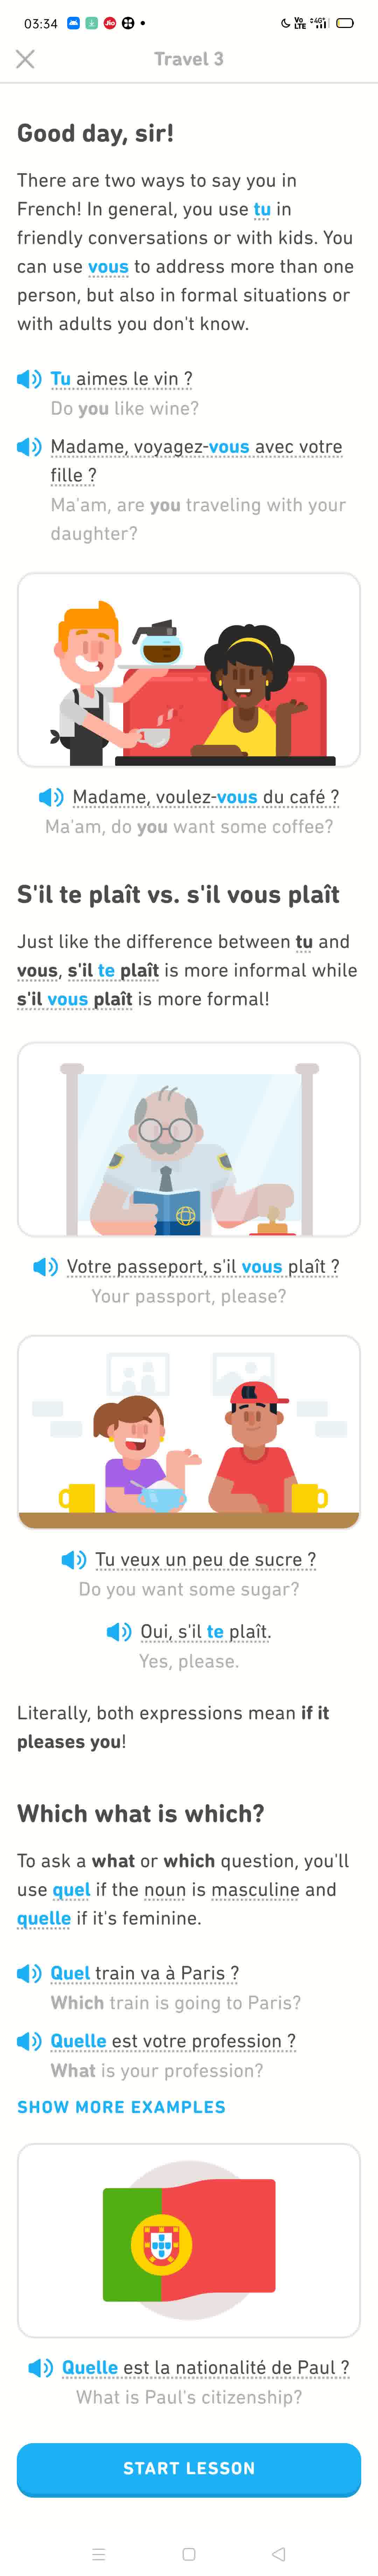 03:34
Jio
Vo LTE 4G
Travel 3
Good day, sir!
There are two ways to say you in
French! In general, you use tu in
friendly conversations or with kids. You
can use vous to address more than one
person, but also in formal situations or
with adults you don't know.
Tu aimes le vin ?
Do you like wine?
Madame, voyagez-vous avec votre
fille ?
Ma'am, are you traveling with your
daughter?
Madame, voulez-vous du café ?
Ma'am, do you want some coffee?
S'il te plaît vs. s'il vous plaît
Just like the difference between tu and
vous, s'il te plaît is more informal while
s'il vous plaît is more formal!
Votre passeport, s'il vous plaît ?
Your passport, please?
Tu veux un peu de sucre ?
Do you want some sugar?
Oui, s'il te plaît.
Yes, please.
Literally, both expressions mean if it
pleases you!
Which what is which?
To ask a what or which question, you'll
use quel if the noun is masculine and
quelle if it's feminine.
Quel train va à Paris ?
Which train is going to Paris?
Quelle est votre profession ?
What is your profession?
SHOW MORE EXAMPLES
Quelle est la nationalité de Paul ?
What is Paul's citizenship?
START LESSON